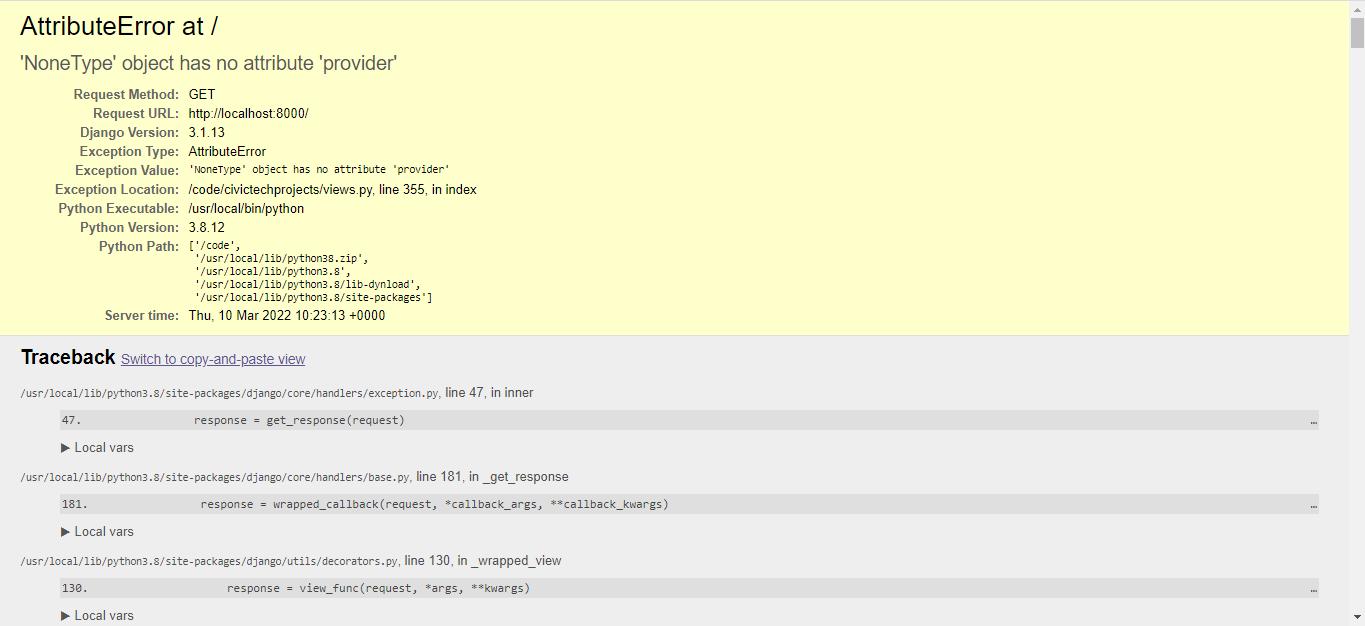 AttributeError at /
'NoneType' object has no attribute 'provider'
Request Method: GET
Request URL: http://localhost:8000/
Django Version: 3.1.13
Exception Type: AttributeError
Exception Value: 'NoneType' object has no attribute 'provider'
Exception Location: /code/civictechprojects/views.py, line 355, in index
Python Executable: /usr/local/bin/python
Python Version: 3.8.12
Python Path: ['/code',
'/usr/local/lib/python38.zip',
'/usr/local/lib/python3.8',
'/usr/local/lib/python3.8/lib-dynload',
'/usr/local/lib/python3.8/site-packages']
Server time: Thu, 10 Mar 2022 10:23:13 +0000
Traceback Switch to copy-and-paste view
/usr/local/lib/python3.8/site-packages/django/core/handlers/exception.py, line 47, in inner
47. response = get_response(request) …
▶ Local vars
/usr/local/lib/python3.8/site-packages/django/core/handlers/base.py, line 181, in _get_response
181. response = wrapped_callback(request, *callback_args, **callback_kwargs) …
▶ Local vars
/usr/local/lib/python3.8/site-packages/django/utils/decorators.py, line 130, in _wrapped_view
130. response = view_func(request, *args, **kwargs) …
▶ Local vars